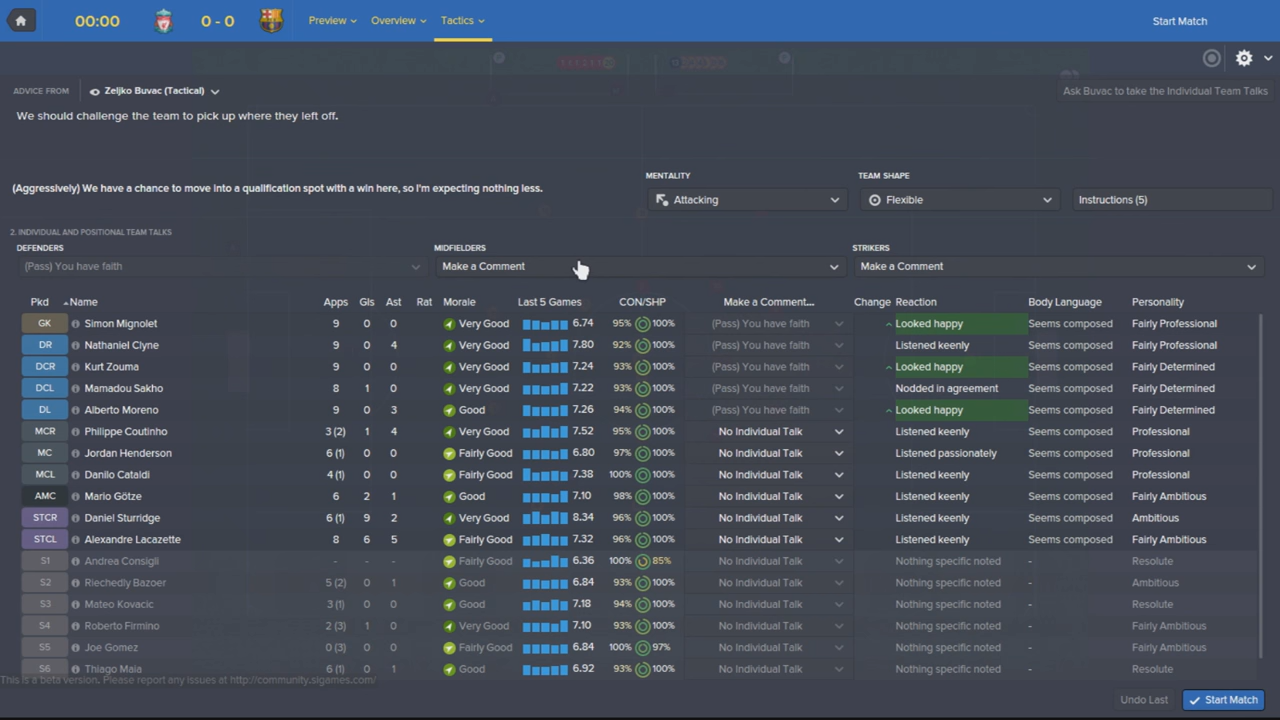 00:00 0 - 0 Preview Overview Tactics Start Match
ADVICE FROM Zeljko Buvac (Tactical) Ask Buvac to take the Individual Team Talks
We should challenge the team to pick up where they left off.
MENTALITY TEAM SHAPE
(Aggressively) We have a chance to move into a qualification spot with a win here, so I'm expecting nothing less.
Attacking Flexible Instructions (5)
2. INDIVIDUAL AND POSITIONAL TEAM TALKS
DEFENDERS MIDFIELDERS STRIKERS
(Pass) You have faith Make a Comment Make a Comment
Pkd Name Apps Gls Ast Rat Morale Last 5 Games CON/SHP Make a Comment... Change Reaction Body Language Personality
GK Simon Mignolet 9 0 0 Very Good 6.74 95% 100% (Pass) You have faith Looked happy Seems composed Fairly Professional
DR Nathaniel Clyne 9 0 4 Very Good 7.80 92% 100% (Pass) You have faith Listened keenly Seems composed Fairly Professional
DCR Kurt Zouma 9 0 0 Very Good 7.24 93% 100% (Pass) You have faith Looked happy Seems composed Fairly Determined
DCL Mamadou Sakho 8 1 0 Very Good 7.22 93% 100% (Pass) You have faith Nodded in agreement Seems composed Fairly Determined
DL Alberto Moreno 9 0 3 Good 7.26 94% 100% (Pass) You have faith Looked happy Seems composed Fairly Determined
MCR Philippe Coutinho 3 (2) 1 4 Very Good 7.52 95% 100% No Individual Talk Listened keenly Seems composed Professional
MC Jordan Henderson 6 (1) 0 0 Fairly Good 6.80 97% 100% No Individual Talk Listened passionately Seems composed Professional
MCL Danilo Cataldi 4 (1) 0 0 Fairly Good 7.38 100% 100% No Individual Talk Listened keenly Seems composed Professional
AMC Mario Götze 6 2 1 Good 7.10 98% 100% No Individual Talk Listened keenly Seems composed Fairly Ambitious
STCR Daniel Sturridge 6 (1) 9 2 Very Good 8.34 96% 100% No Individual Talk Listened keenly Seems composed Ambitious
STCL Alexandre Lacazette 8 6 5 Fairly Good 7.32 96% 100% No Individual Talk Listened keenly Seems composed Fairly Ambitious
S1 Andrea Consigli - - - Fairly Good 6.36 100% 85% No Individual Talk Nothing specific noted - Resolute
S2 Riechedly Bazoer 5 (2) 0 1 Good 6.84 93% 100% No Individual Talk Nothing specific noted - Ambitious
S3 Mateo Kovacic 3 (1) 0 0 Good 7.18 94% 100% No Individual Talk Nothing specific noted - Resolute
S4 Roberto Firmino 2 (3) 0 1 Very Good 7.10 93% 100% No Individual Talk Nothing specific noted - Fairly Ambitious
S5 Joe Gomez 0 (3) 0 0 Fairly Good 6.84 100% 97% No Individual Talk Nothing specific noted - Fairly Ambitious
S6 Thiago Maia 6 (1) 0 1 Good 6.92 93% 100% No Individual Talk Nothing specific noted - Resolute
This is a beta version. Please report any issues at http://community.sigames.com/
Undo Last Start Match